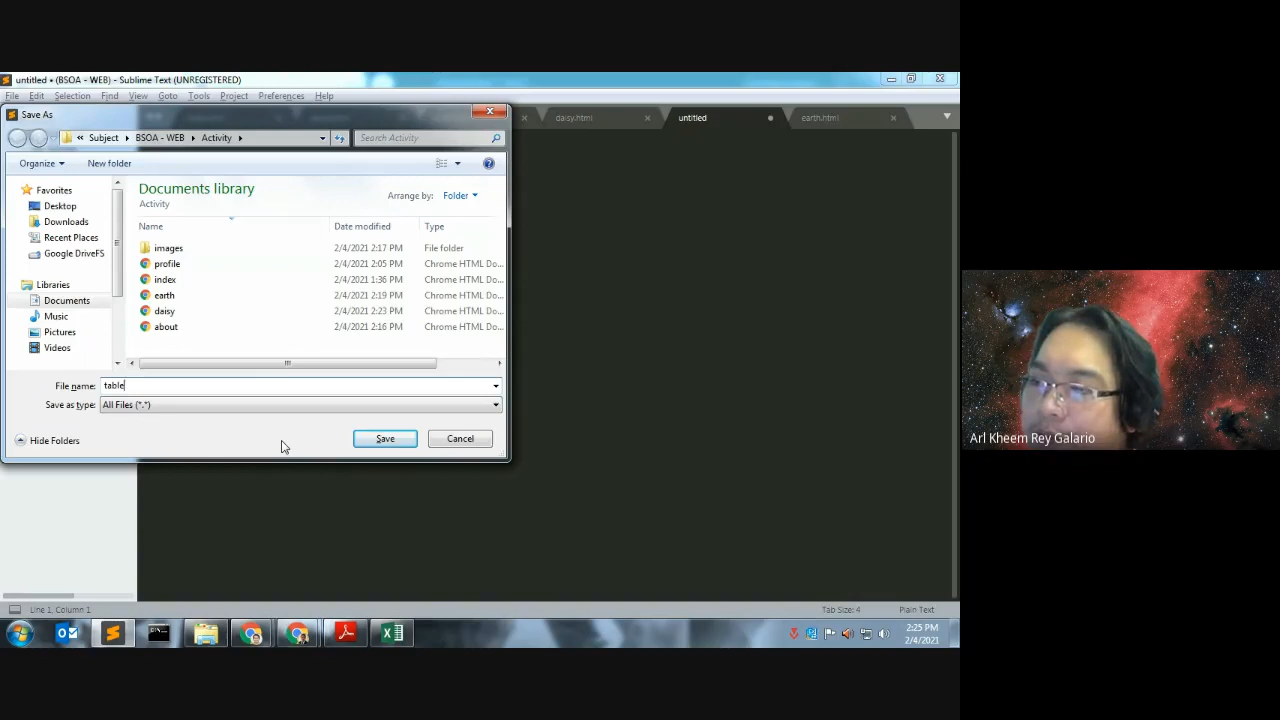 untitled • (BSOA - WEB) - Sublime Text (UNREGISTERED)
File Edit Selection Find View Goto Tools Project Preferences Help
Save As
daisy.html untitled earth.html
« Subject BSOA - WEB Activity Search Activity
Organize New folder
Documents library
Activity
Arrange by: Folder
Favorites
Desktop
Downloads
Recent Places
Google DriveFS
Libraries
Documents
Music
Pictures
Videos
Name Date modified Type
images 2/4/2021 2:17 PM File folder
profile 2/4/2021 2:05 PM Chrome HTML Do...
index 2/4/2021 1:36 PM Chrome HTML Do...
earth 2/4/2021 2:19 PM Chrome HTML Do...
daisy 2/4/2021 2:23 PM Chrome HTML Do...
about 2/4/2021 2:16 PM Chrome HTML Do...
File name: table
Save as type: All Files (*.*)
Hide Folders Save Cancel
Arl Kheem Rey Galario
Line 1, Column 1 Tab Size: 4 Plain Text
2:25 PM
2/4/2021